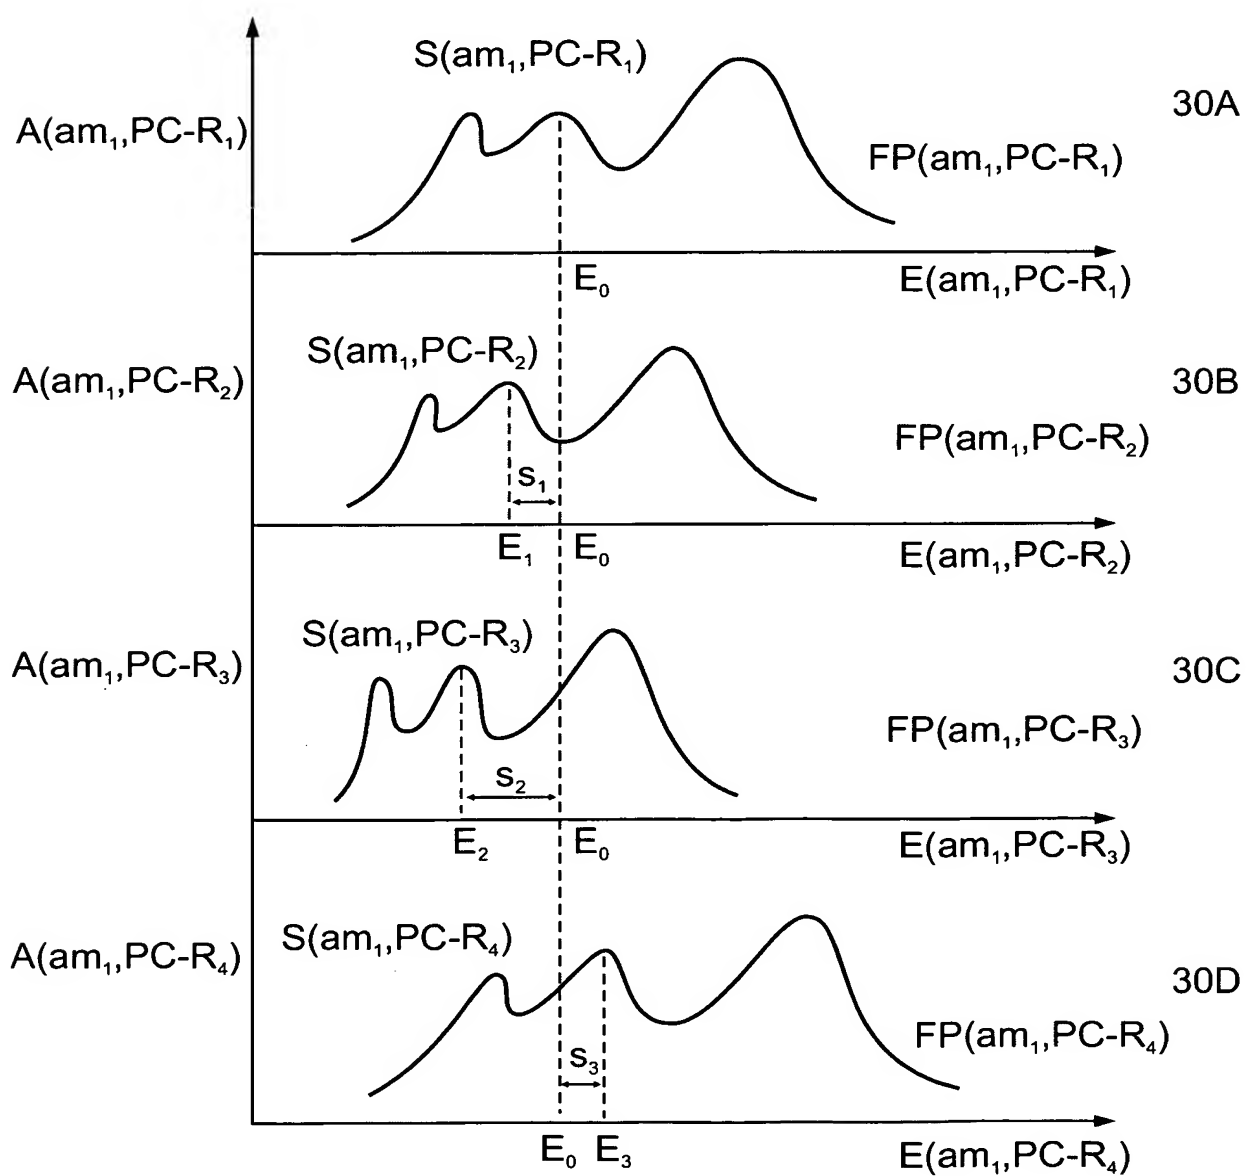 S(am₁,PC-R₁)
A(am₁,PC-R₁)
30A
FP(am₁,PC-R₁)
E₀
E(am₁,PC-R₁)
S(am₁,PC-R₂)
A(am₁,PC-R₂)
30B
FP(am₁,PC-R₂)
s₁
E₁
E₀
E(am₁,PC-R₂)
S(am₁,PC-R₃)
A(am₁,PC-R₃)
30C
FP(am₁,PC-R₃)
s₂
E₂
E₀
E(am₁,PC-R₃)
S(am₁,PC-R₄)
A(am₁,PC-R₄)
30D
FP(am₁,PC-R₄)
s₃
E₀
E₃
E(am₁,PC-R₄)